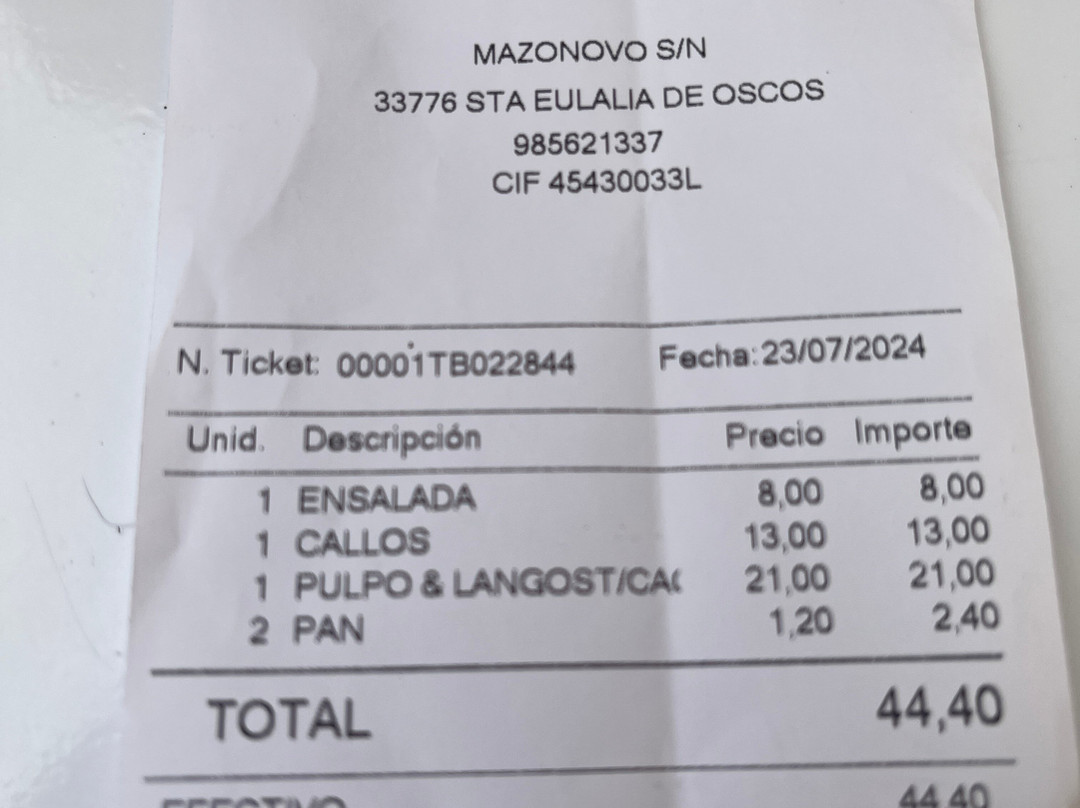 MAZONOVO S/N
33776 STA EULALIA DE OSCOS
985621337
CIF 45430033L
N. Ticket: 00001TB022844 Fecha:23/07/2024
Unid. Descripción Precio Importe
1 ENSALADA 8,00 8,00
1 CALLOS 13,00 13,00
1 PULPO & LANGOST/CAC 21,00 21,00
2 PAN 1,20 2,40
TOTAL 44,40
EFECTIVO 44,40